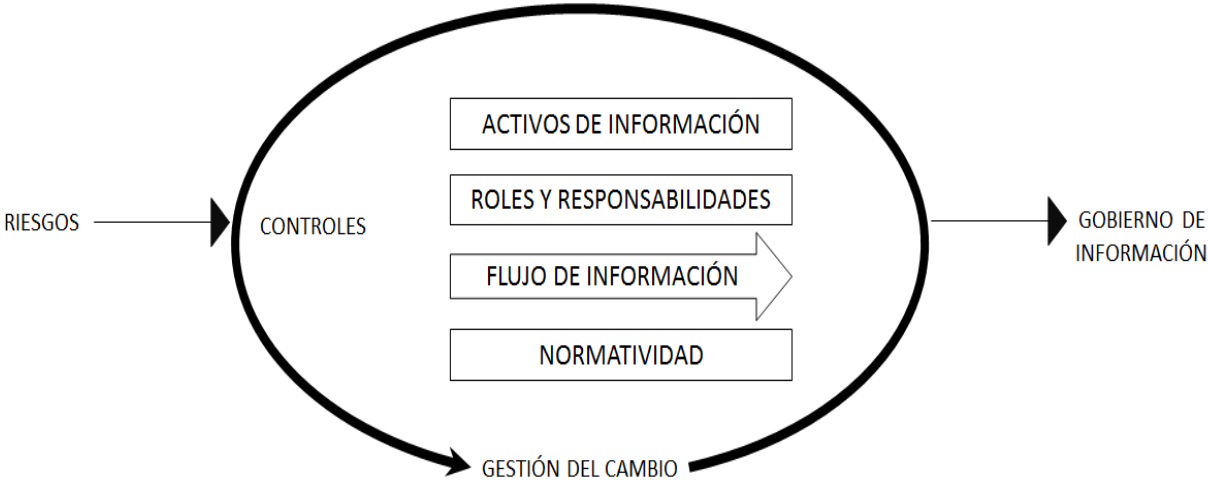 ACTIVOS DE INFORMACIÓN
ROLES Y RESPONSABILIDADES
RIESGOS
CONTROLES
GOBIERNO DE
INFORMACIÓN
FLUJO DE INFORMACIÓN
NORMATIVIDAD
GESTIÓN DEL CAMBIO